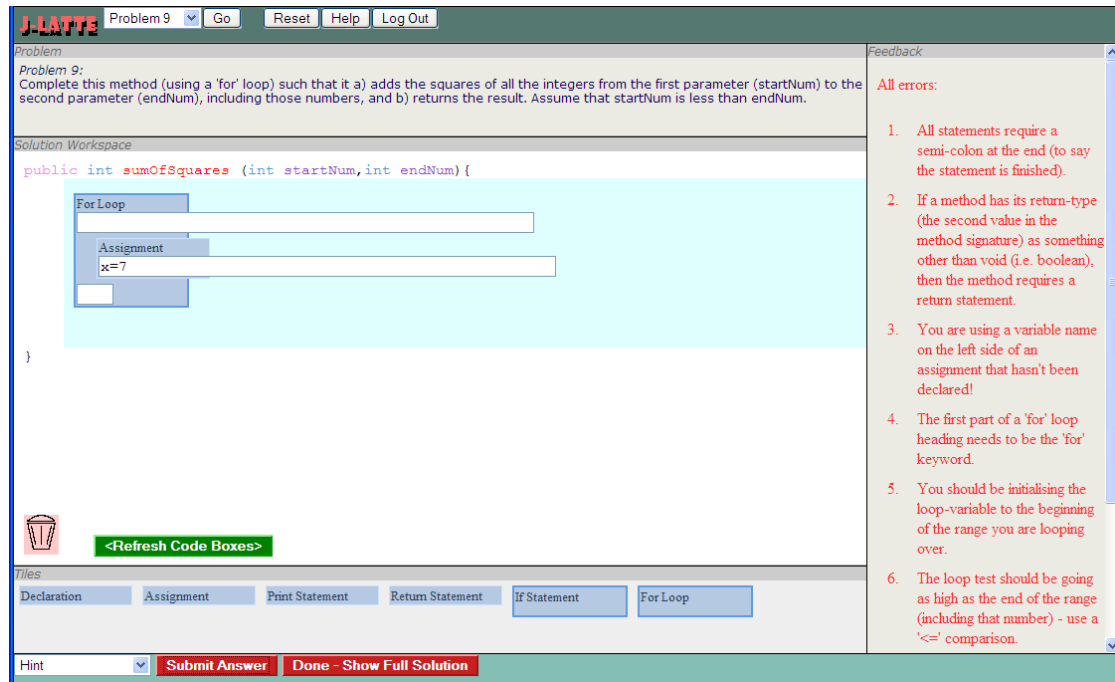 J-LATTE Problem 9 Go Reset Help Log Out
Problem
Problem 9:
Complete this method (using a 'for' loop) such that it a) adds the squares of all the integers from the first parameter (startNum) to the
second parameter (endNum), including those numbers, and b) returns the result. Assume that startNum is less than endNum.
Solution Workspace
public int sumOfSquares (int startNum,int endNum){
For Loop
Assignment
x=7
}
<Refresh Code Boxes>
Tiles
Declaration Assignment Print Statement Return Statement If Statement For Loop
Hint Submit Answer Done - Show Full Solution
Feedback
All errors:
1. All statements require a
semi-colon at the end (to say
the statement is finished).
2. If a method has its return-type
(the second value in the
method signature) as something
other than void (i.e. boolean),
then the method requires a
return statement.
3. You are using a variable name
on the left side of an
assignment that hasn't been
declared!
4. The first part of a 'for' loop
heading needs to be the 'for'
keyword.
5. You should be initialising the
loop-variable to the beginning
of the range you are looping
over.
6. The loop test should be going
as high as the end of the range
(including that number) - use a
'<=' comparison.